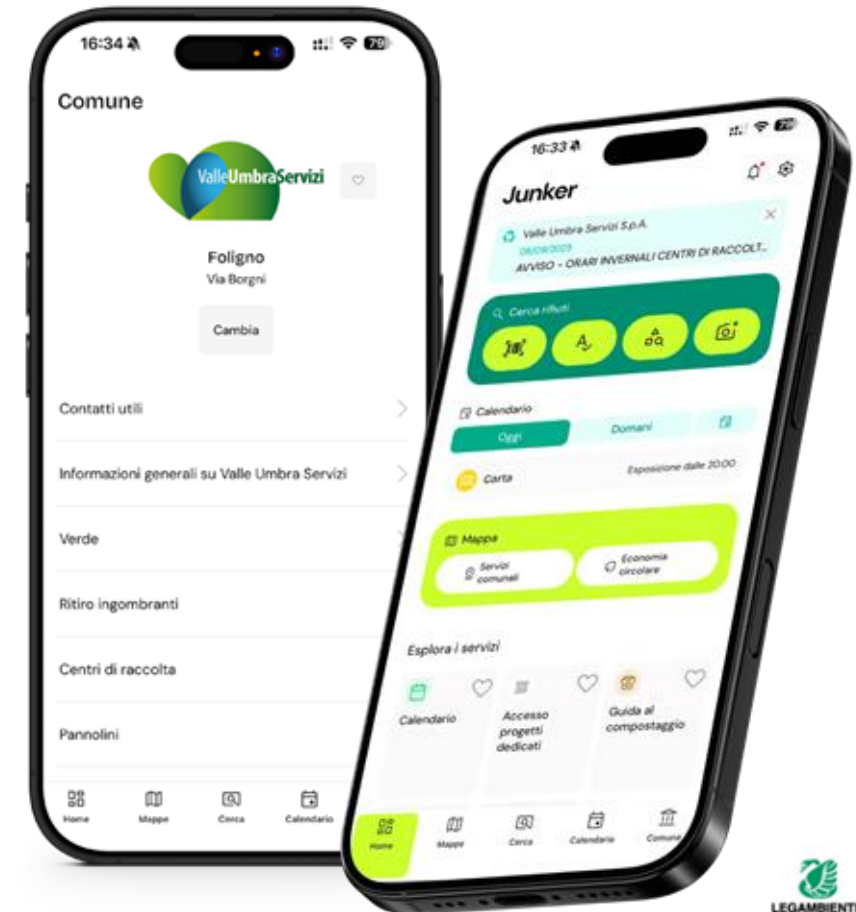 16:34
79
Comune
ValleUmbraServizi
Foligno
Via Borgni
Cambia
Contatti utili
Informazioni generali su Valle Umbra Servizi
Verde
Ritiro ingombranti
Centri di raccolta
Pannolini
Home
Mappe
Cerca
Calendario
16:33
79
Junker
Valle Umbra Servizi S.p.A.
AVVISO - ORARI INVERNALI CENTRI DI RACCOLT...
Cerca rifiuti
Calendario
Oggi
Domani
Carta
Esposizione dalle 20:00
Mappa
Servizi
comunali
Economia
circolare
Esplora i servizi
Calendario
Accesso
progetti
dedicati
Guida al
compostaggio
Home
Mappe
Cerca
Calendario
Comune
LEGAMBIENTE